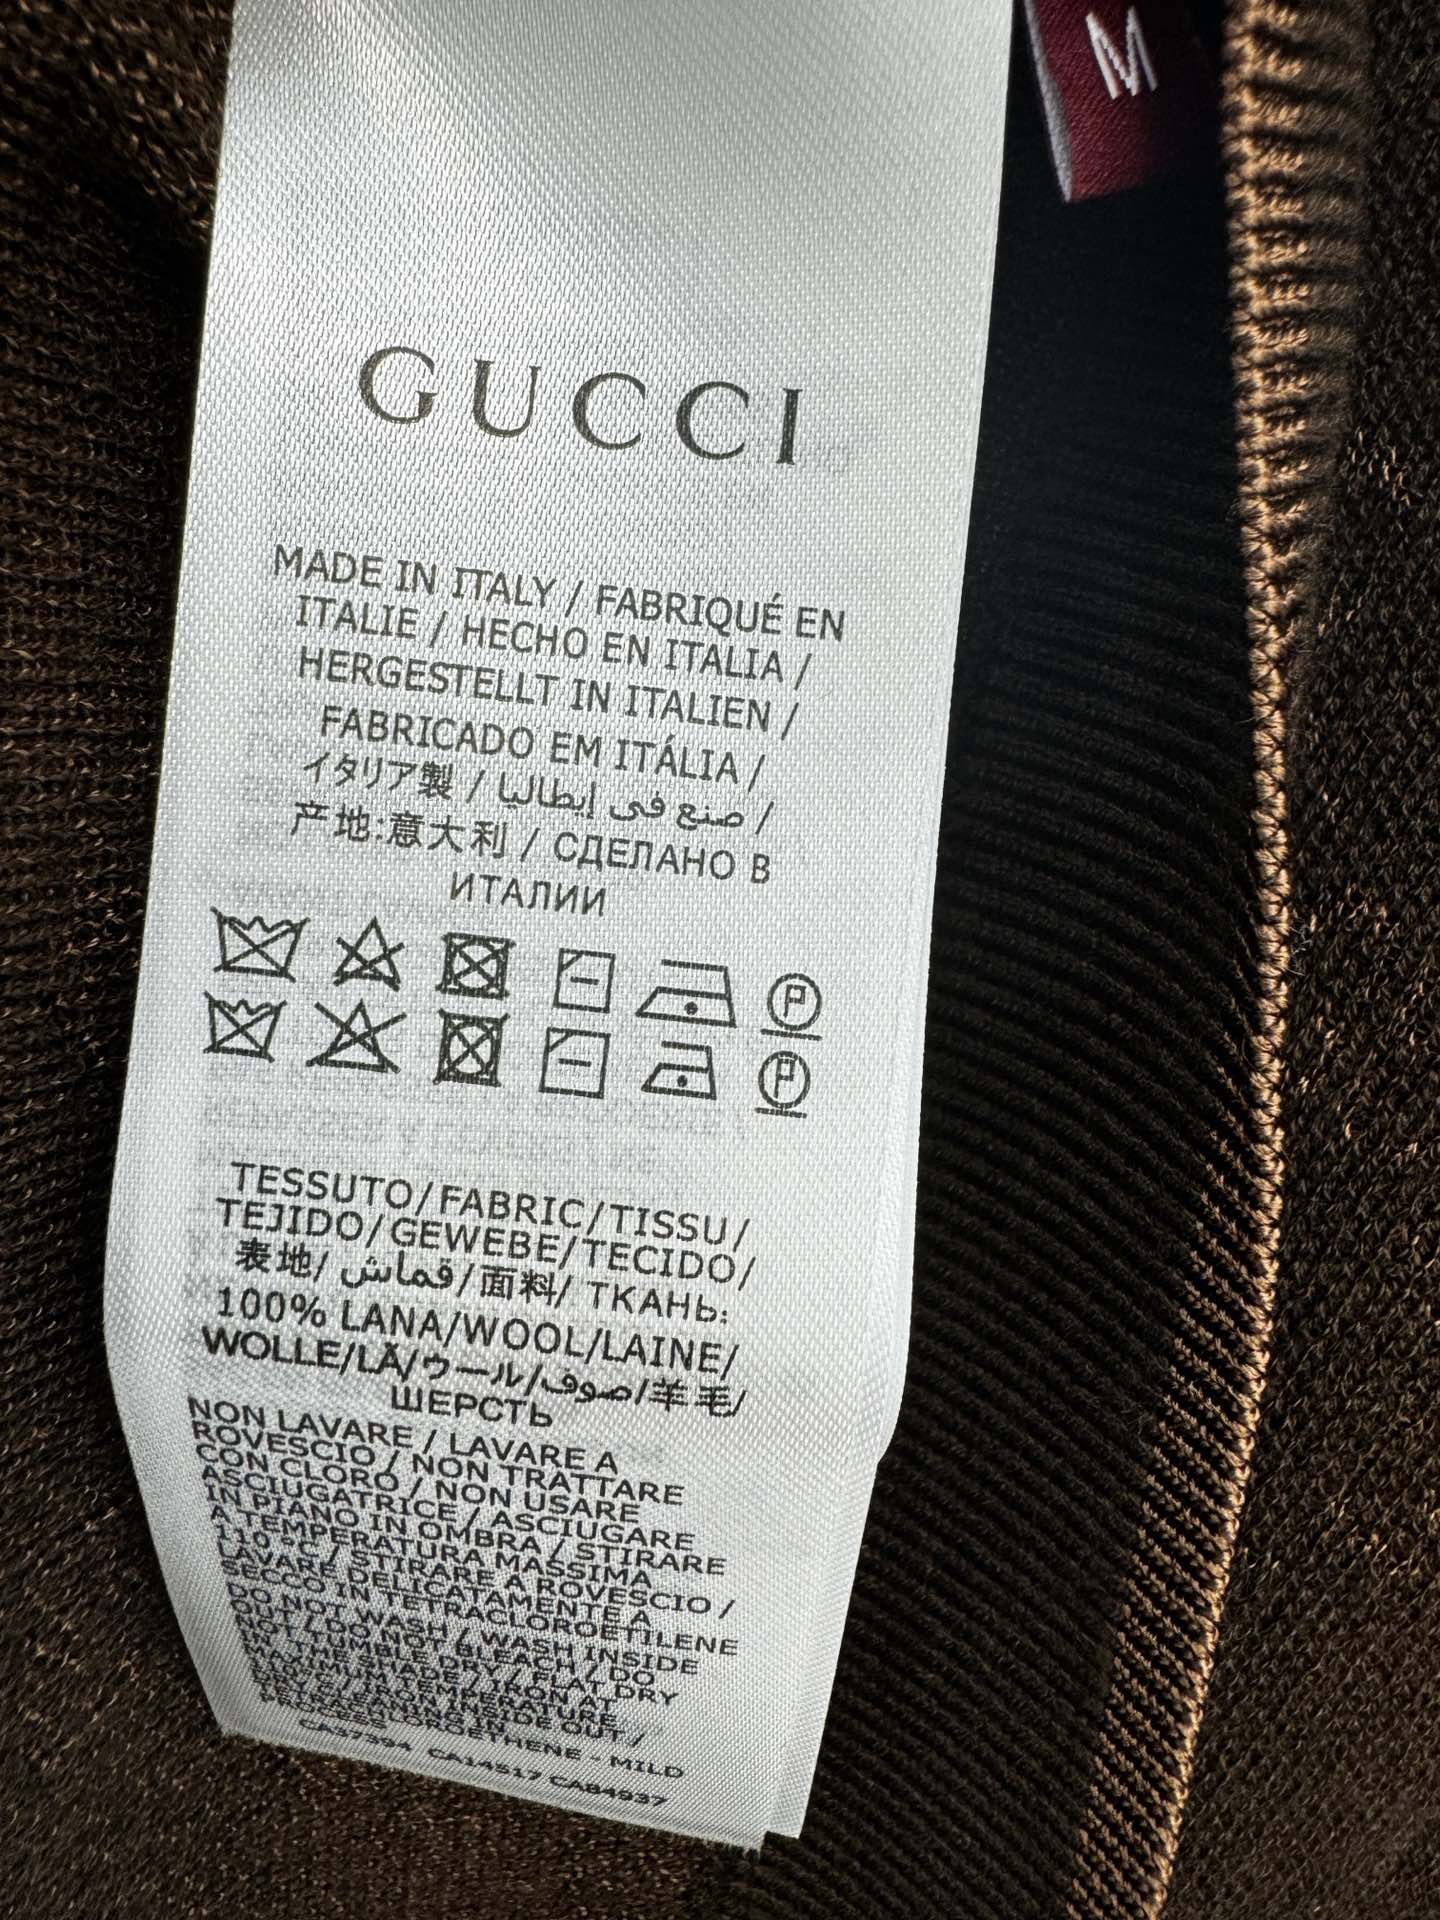 M
GUCCI
MADE IN ITALY / FABRIQUÉ EN
ITALIE / HECHO EN ITALIA /
HERGESTELLT IN ITALIEN /
FABRICADO EM ITÁLIA /
イタリア製 / صنع في إيطاليا /
产地:意大利 / СДЕЛАНО В
ИТАЛИИ
P
P
TESSUTO/FABRIC/TISSU/
TEJIDO/GEWEBE/TECIDO/
表地/قماش/面料/ ТКАНЬ:
100% LANA/WOOL/LAINE/
WOLLE/LÃ/ウール/صوف/羊毛/
ШЕРСТЬ
NON LAVARE / LAVARE A
ROVESCIO / NON TRATTARE
CON CLORO / NON USARE
ASCIUGATRICE / ASCIUGARE
IN PIANO IN OMBRA / STIRARE
A TEMPERATURA MASSIMA
110 °C / STIRARE A ROVESCIO /
LAVARE DELICATAMENTE A
SECCO IN TETRACLOROETILENE
DO NOT WASH / WASH INSIDE
OUT / DO NOT BLEACH / DO
NOT TUMBLE DRY / FLAT DRY
IN THE SHADE / IRON AT
MAXIMUM TEMPERATURE
IRON INSIDE OUT /
TETRACHLOROETHENE - MILD
PROCESS
CA37394 CA14517 CA84937